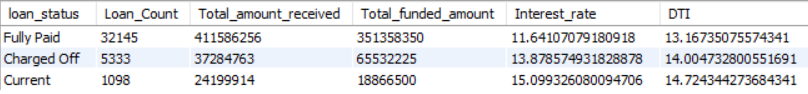 loan_status Loan_Count Total_amount_received Total_funded_amount Interest_rate DTI
Fully Paid 32145 411586256 351358350 11.64107079180918 13.16735075574341
Charged Off 5333 37284763 65532225 13.878574931828878 14.004732800551691
Current 1098 24199914 18866500 15.099326080094706 14.724344273684341